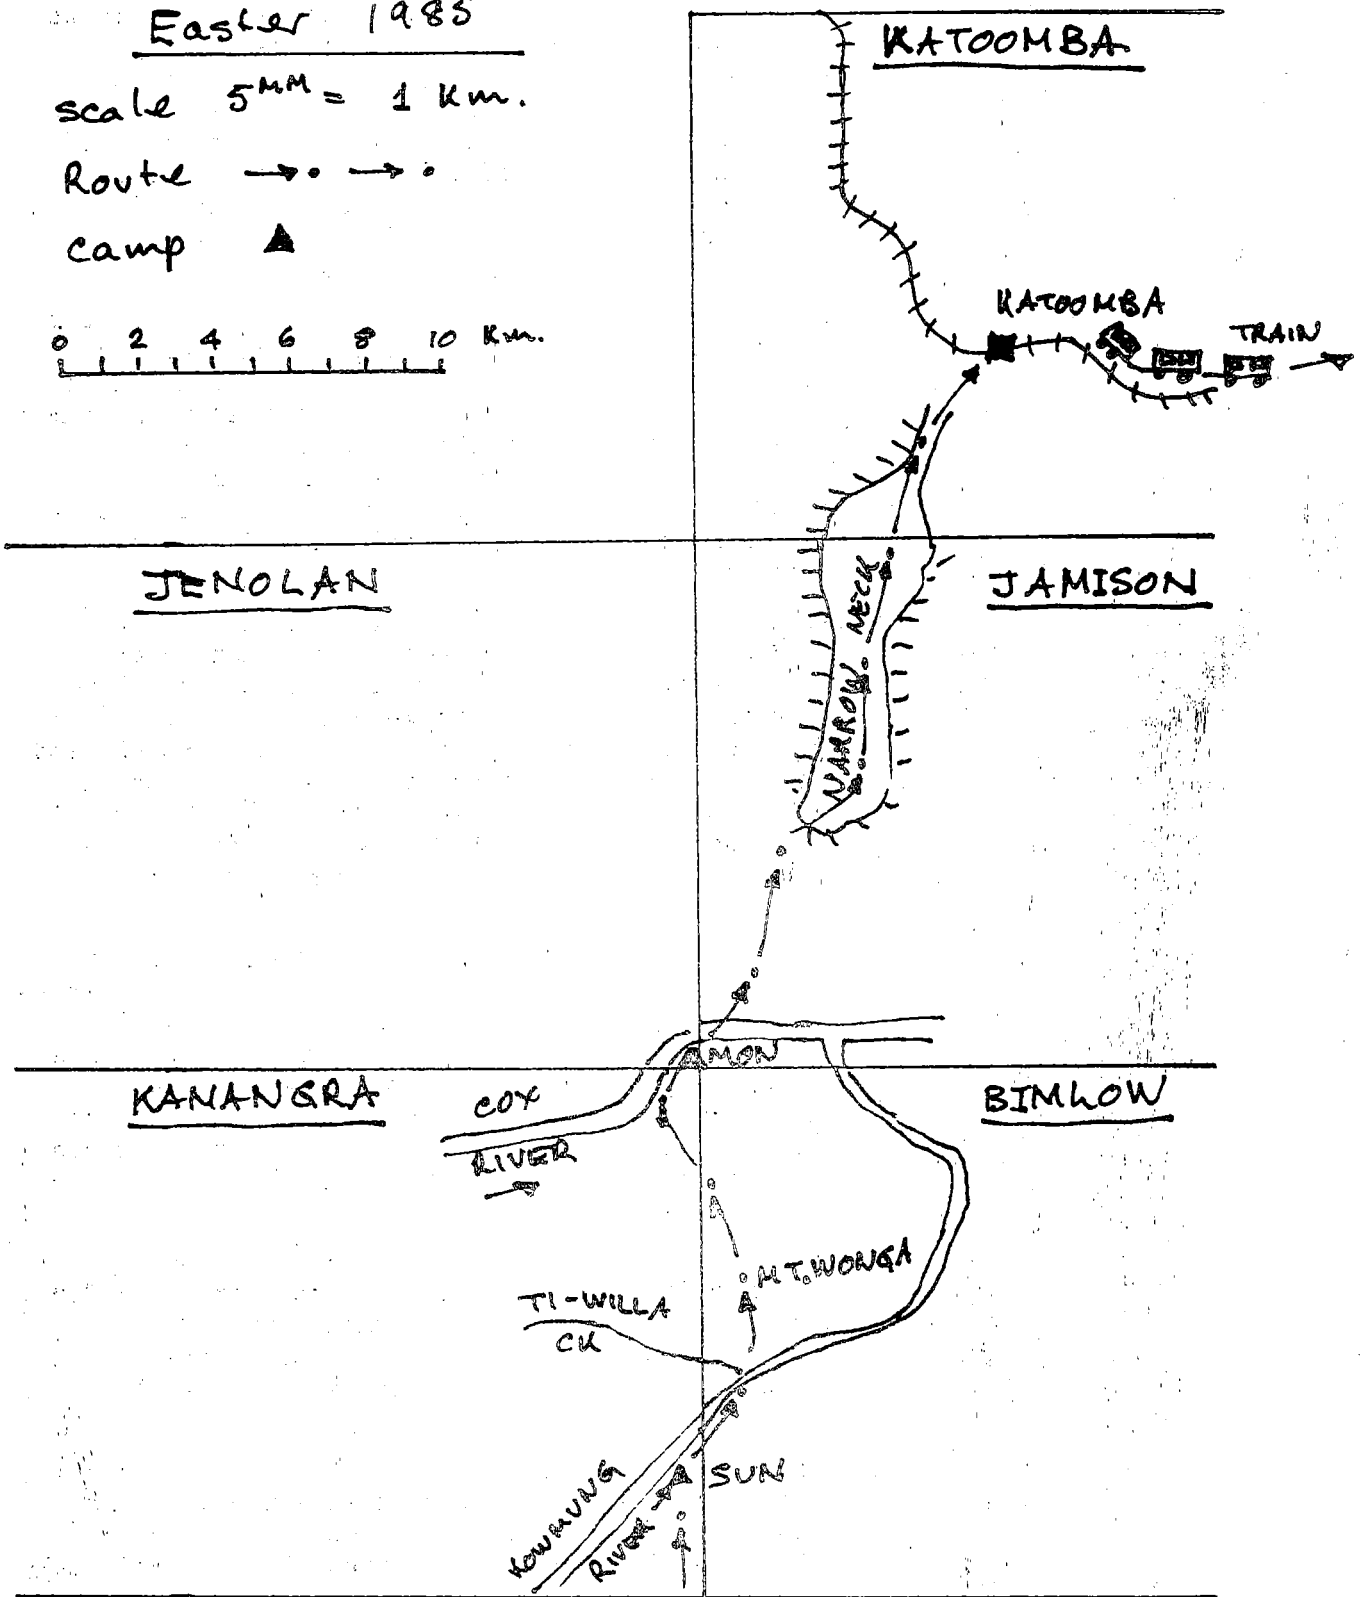 Easter 1985
KATOOMBA
scale 5MM = 1 Km.
Route
camp
0 2 4 6 8 10 Km.
KATOOMBA
TRAIN
JENOLAN
JAMISON
NARROW NECK
MON
KANANGRA
COX
RIVER
BIMLOW
MT. WONGA
TI-WILLA
CK
SUN
KOWMUNG
RIVER